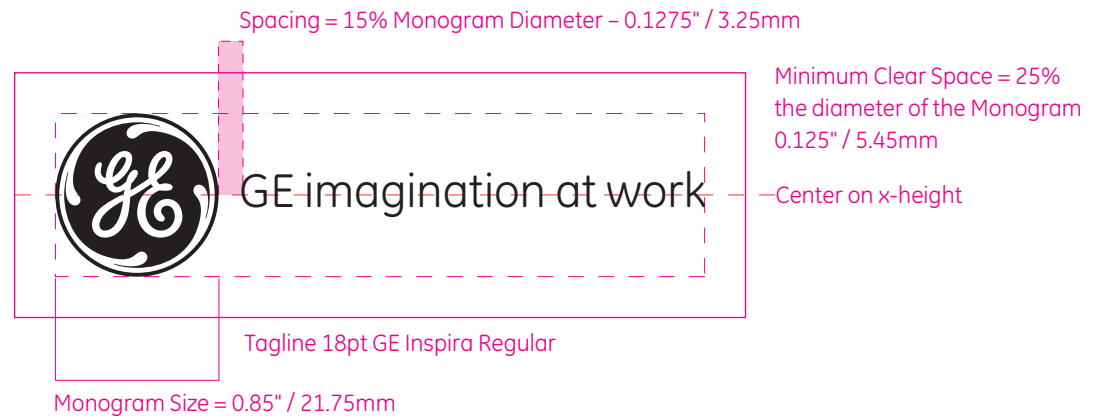 Spacing = 15% Monogram Diameter – 0.1275" / 3.25mm
Minimum Clear Space = 25%
the diameter of the Monogram
0.125" / 5.45mm
GE
GE imagination at work
Center on x-height
Tagline 18pt GE Inspira Regular
Monogram Size = 0.85" / 21.75mm